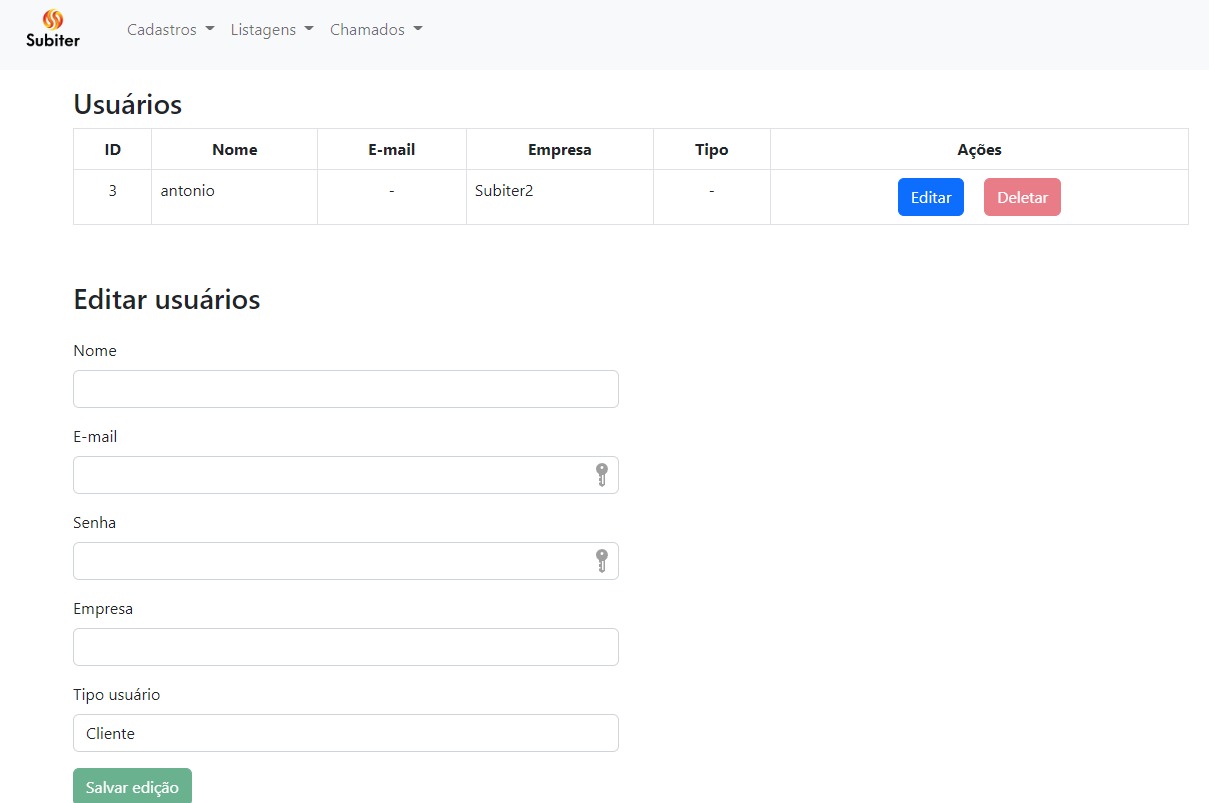 Subiter
Cadastros Listagens Chamados
Usuários
ID Nome E-mail Empresa Tipo Ações
3 antonio - Subiter2 - Editar Deletar
Editar usuários
Nome
E-mail
Senha
Empresa
Tipo usuário
Cliente
Salvar edição